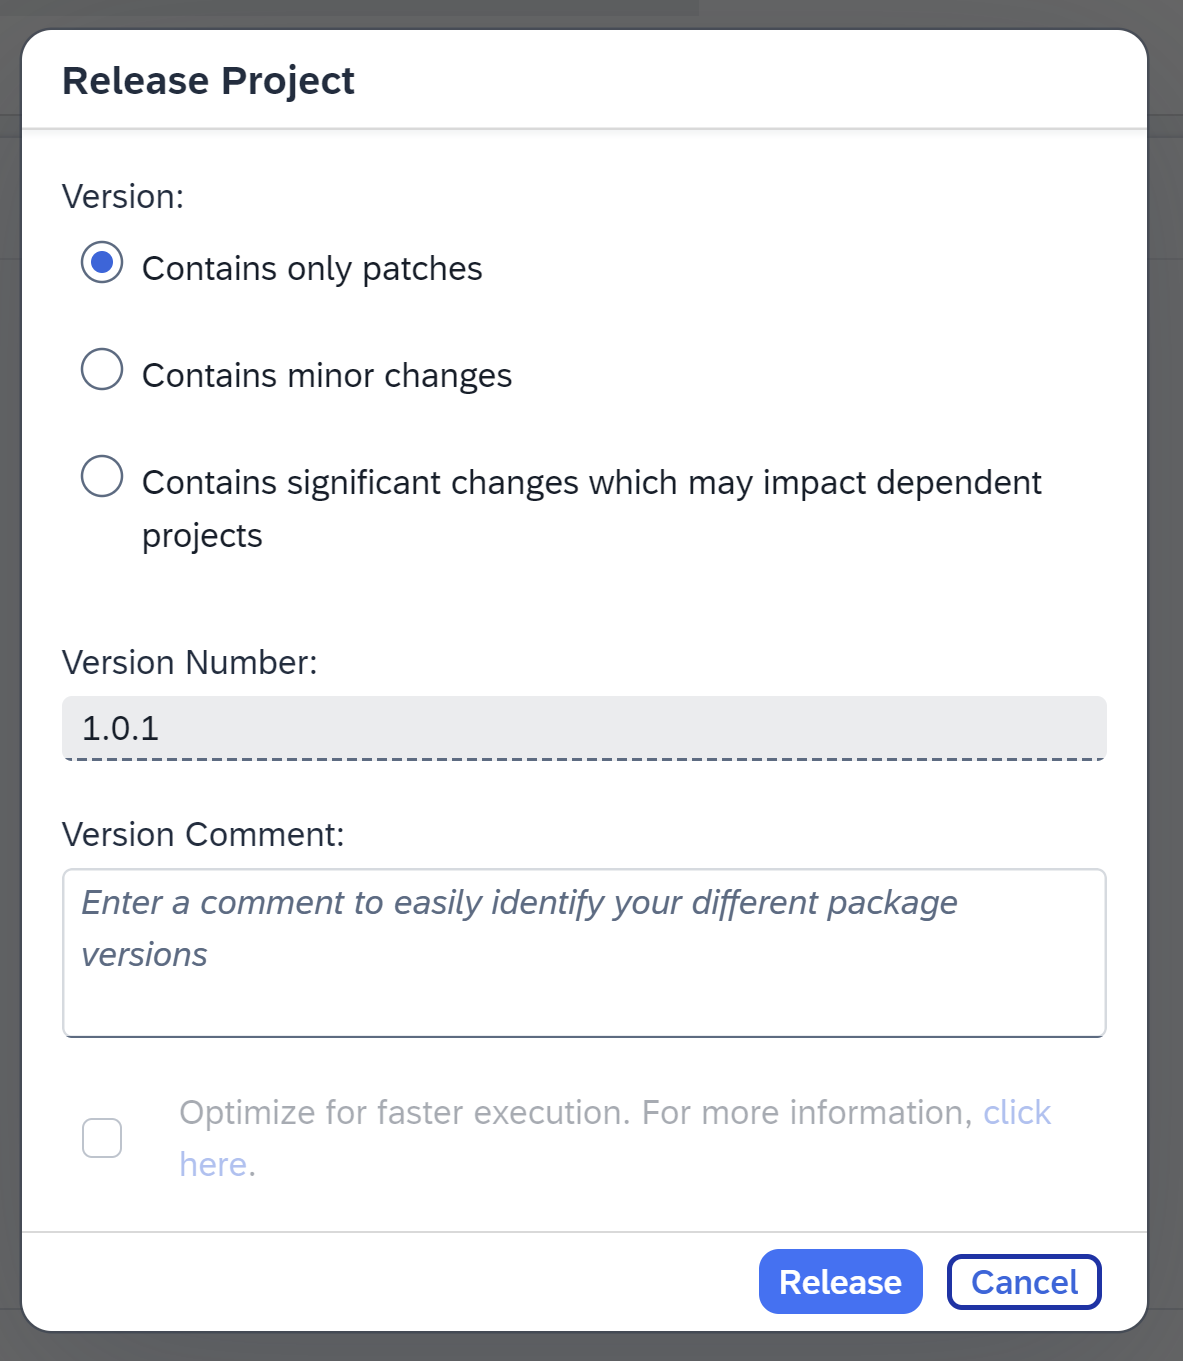 Release Project
Version:
Contains only patches
Contains minor changes
Contains significant changes which may impact dependent
projects
Version Number:
1.0.1
Version Comment:
Enter a comment to easily identify your different package
versions
Optimize for faster execution. For more information, click
here.
Release
Cancel